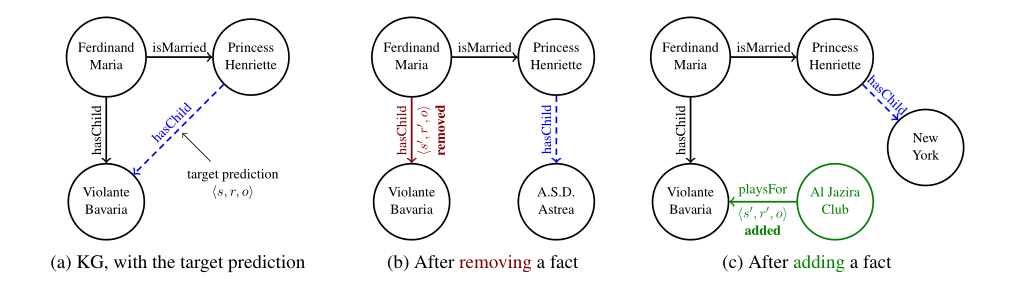 Ferdinand
Maria
isMarried
Princess
Henriette
hasChild
hasChild
target prediction
⟨s, r, o⟩
Violante
Bavaria
(a) KG, with the target prediction
Ferdinand
Maria
isMarried
Princess
Henriette
hasChild
⟨s′, r′, o⟩
removed
hasChild
Violante
Bavaria
A.S.D.
Astrea
(b) After removing a fact
Ferdinand
Maria
isMarried
Princess
Henriette
hasChild
hasChild
New
York
Violante
Bavaria
playsFor
⟨s′, r′, o⟩
added
Al Jazira
Club
(c) After adding a fact